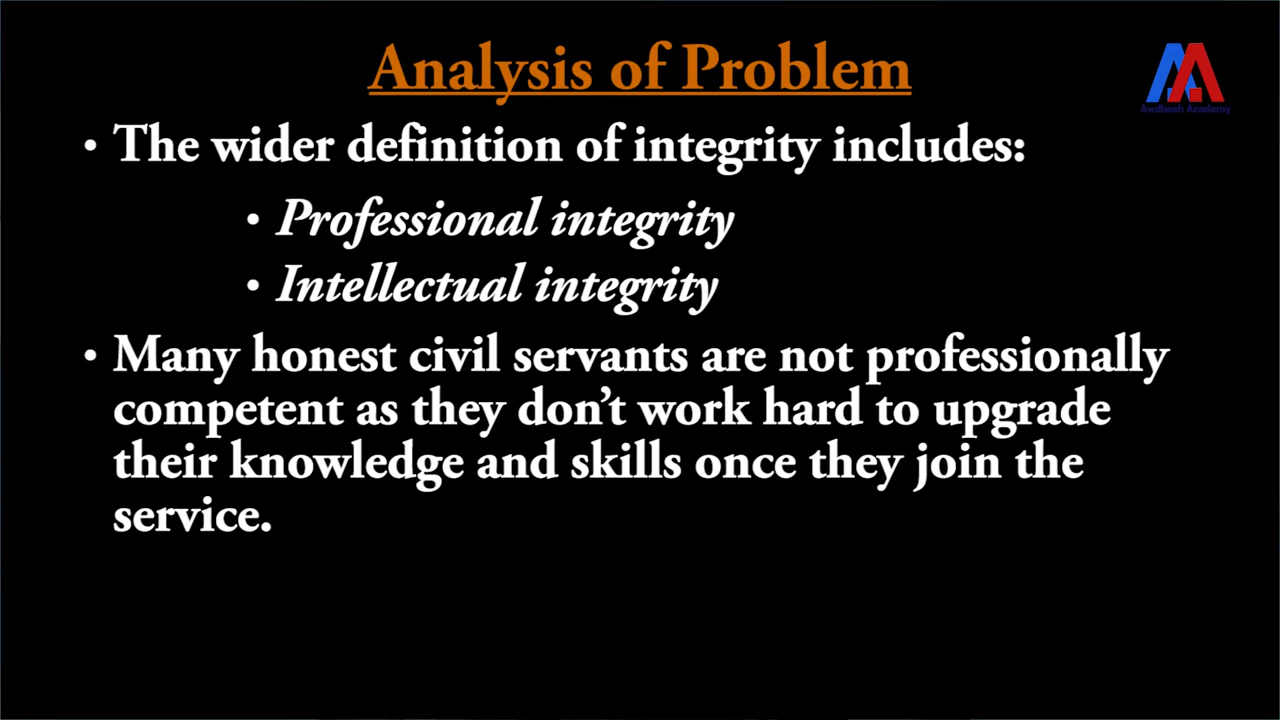 Analysis of Problem
Awdhesh Academy
• The wider definition of integrity includes:
• Professional integrity
• Intellectual integrity
• Many honest civil servants are not professionally
competent as they don’t work hard to upgrade
their knowledge and skills once they join the
service.